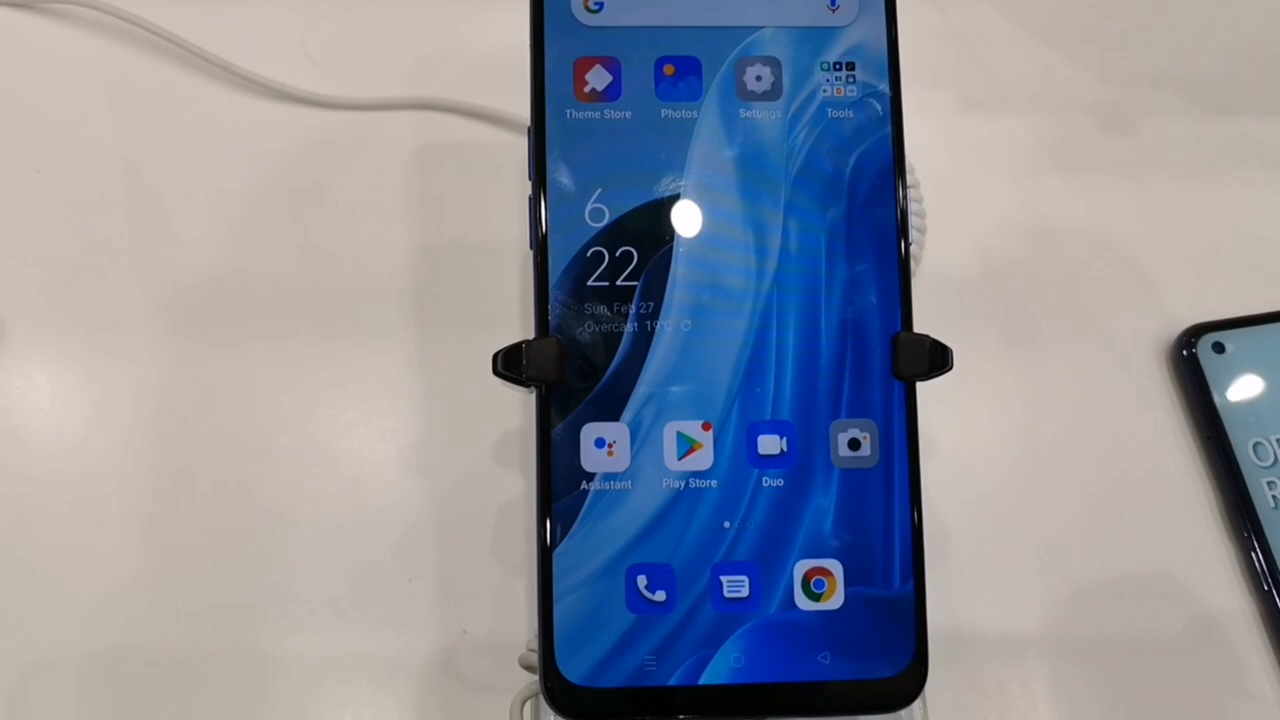 Theme Store
Photos
Settings
Tools
6
22
Sun, Feb 27
Overcast 19°C
Assistant
Play Store
Duo